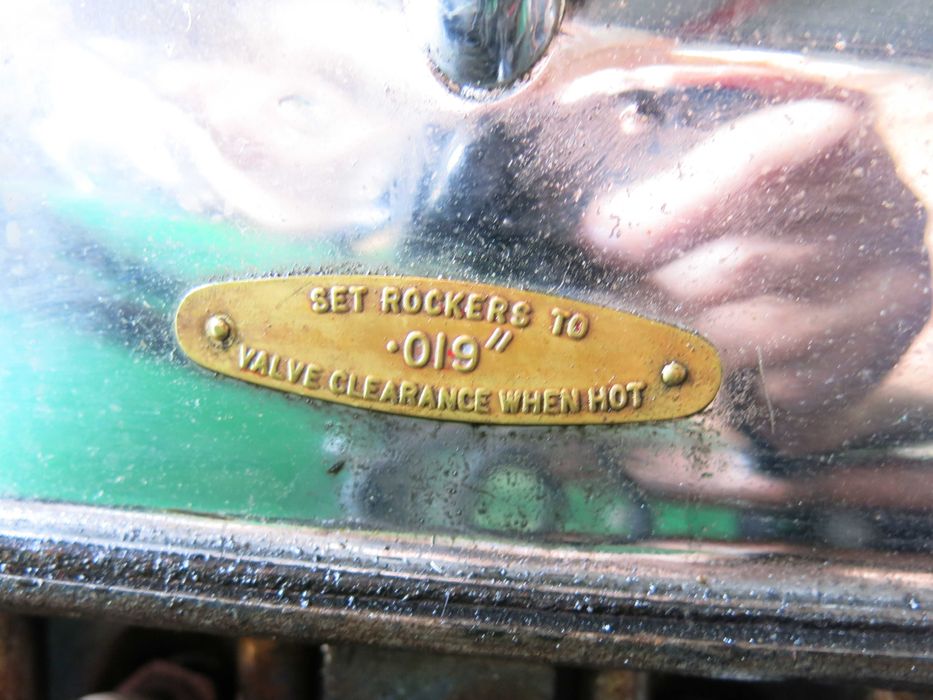 SET ROCKERS TO
.019"
VALVE CLEARANCE WHEN HOT